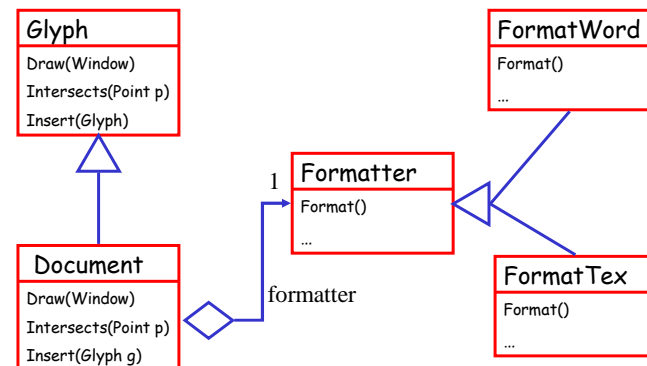 Glyph
Draw(Window)
Intersects(Point p)
Insert(Glyph)
Document
Draw(Window)
Intersects(Point p)
Insert(Glyph g)
1
formatter
Formatter
Format()
...
FormatWord
Format()
...
FormatTex
Format()
...